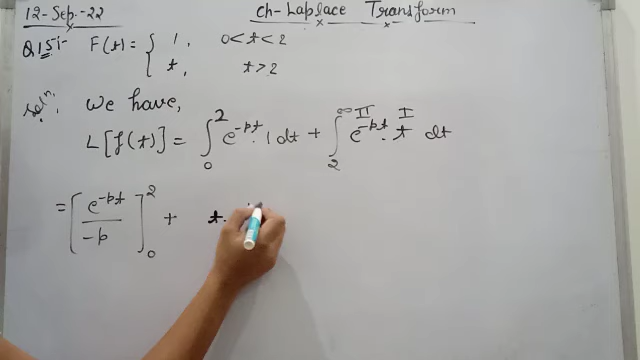 12-Sep.-22 Ch-Laplace Transform
Q.15:- F(t) = { 1, 0<t<2
t, t>2
Solⁿ: We have,
L[f(t)] = ∫₀² e^{-pt}.1 dt + ∫₂^∞ e^{-pt}.t dt
II I
= [e^{-pt}/-p]₀² + t.